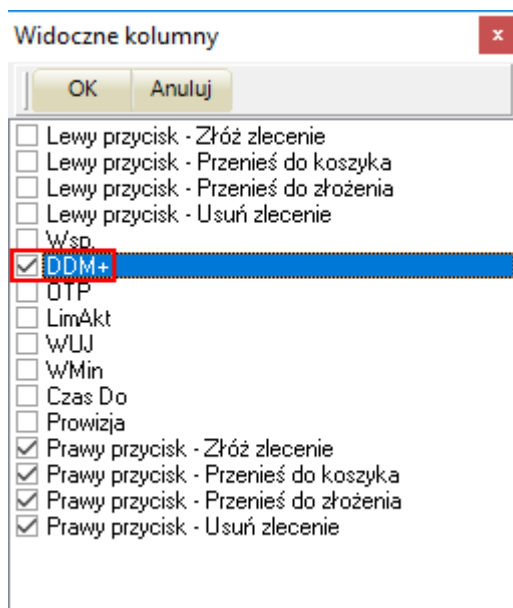 Widoczne kolumny
x
OK Anuluj
Lewy przycisk - Złóż zlecenie
Lewy przycisk - Przenieś do koszyka
Lewy przycisk - Przenieś do złożenia
Lewy przycisk - Usuń zlecenie
Wsp.
DDM+
OTP
LimAkt
WUJ
WMin
Czas Do
Prowizja
Prawy przycisk - Złóż zlecenie
Prawy przycisk - Przenieś do koszyka
Prawy przycisk - Przenieś do złożenia
Prawy przycisk - Usuń zlecenie